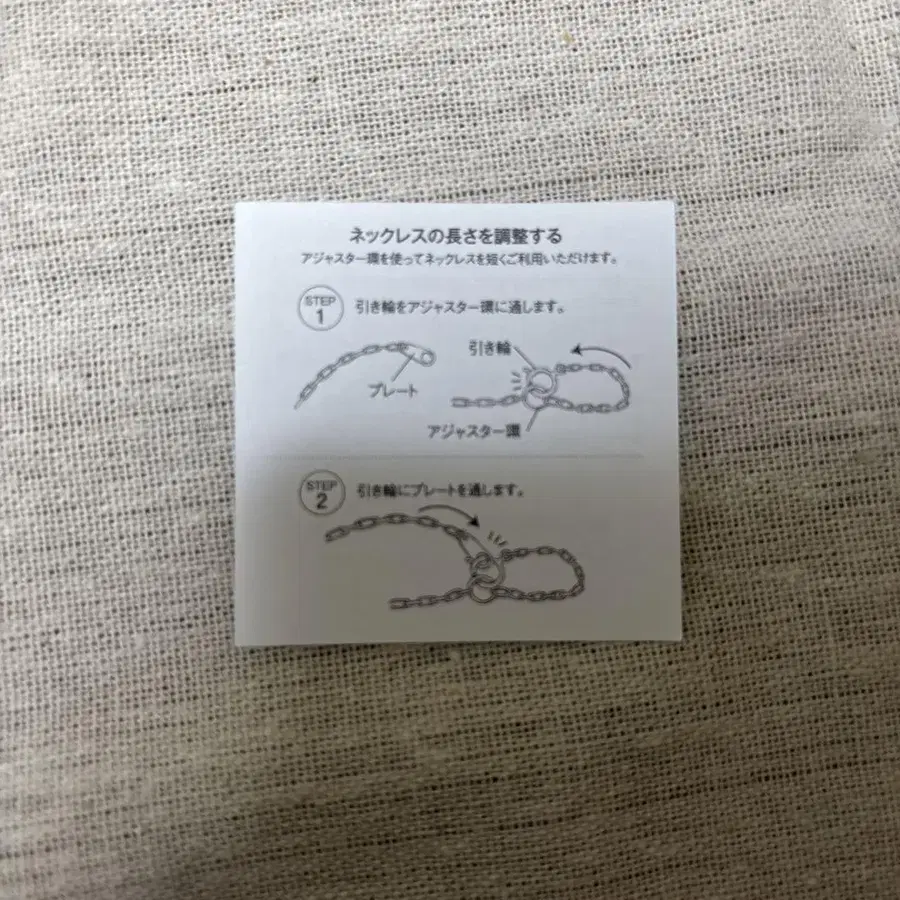 ネックレスの長さを調整する
アジャスター環を使ってネックレスを短くご利用いただけます。
STEP
1
引き輪をアジャスター環に通します。
引き輪
プレート
アジャスター環
STEP
2
引き輪にプレートを通します。